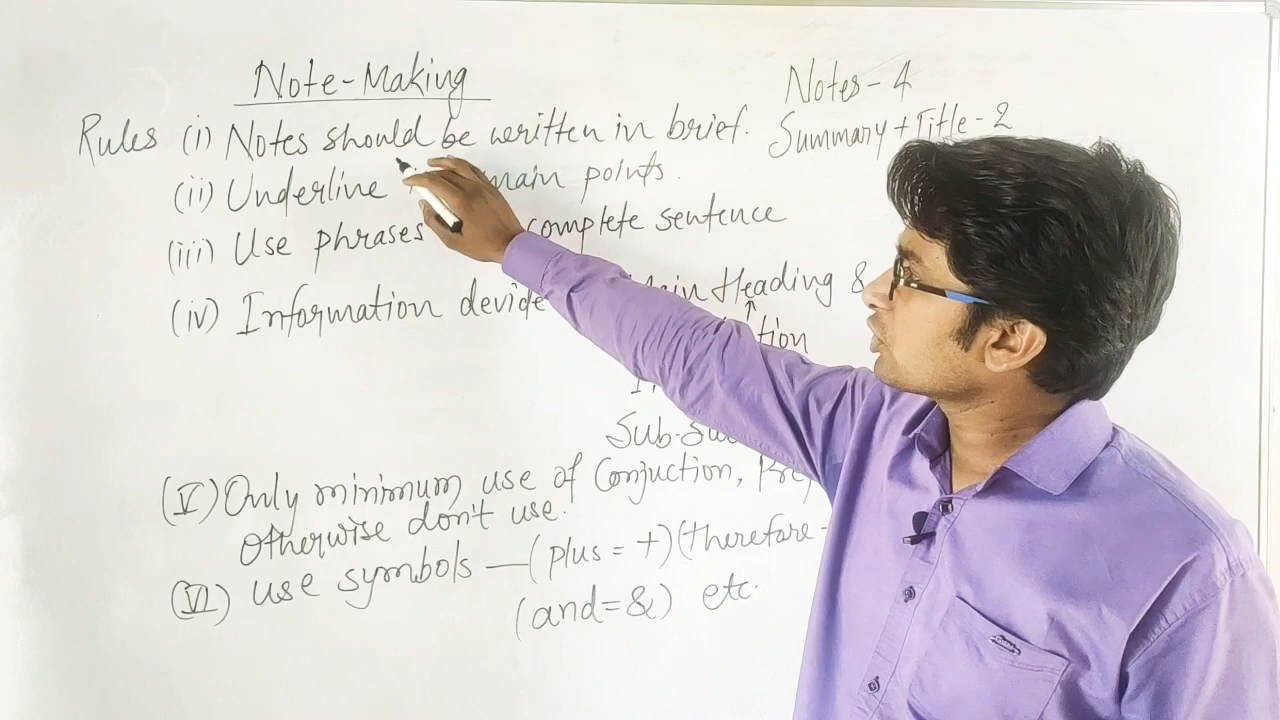 Note-Making
Notes - 4
Rules (i) Notes should be written in brief.
Summary + Title - 2
(ii) Underline main points.
(iii) Use phrases complete sentence
(iv) Information devide Main Heading &
Sub-
(V) Only minimum use of Conjuction,
otherwise don't use.
(VI) use symbols — (plus = +) (therefore -
(and = &) etc.